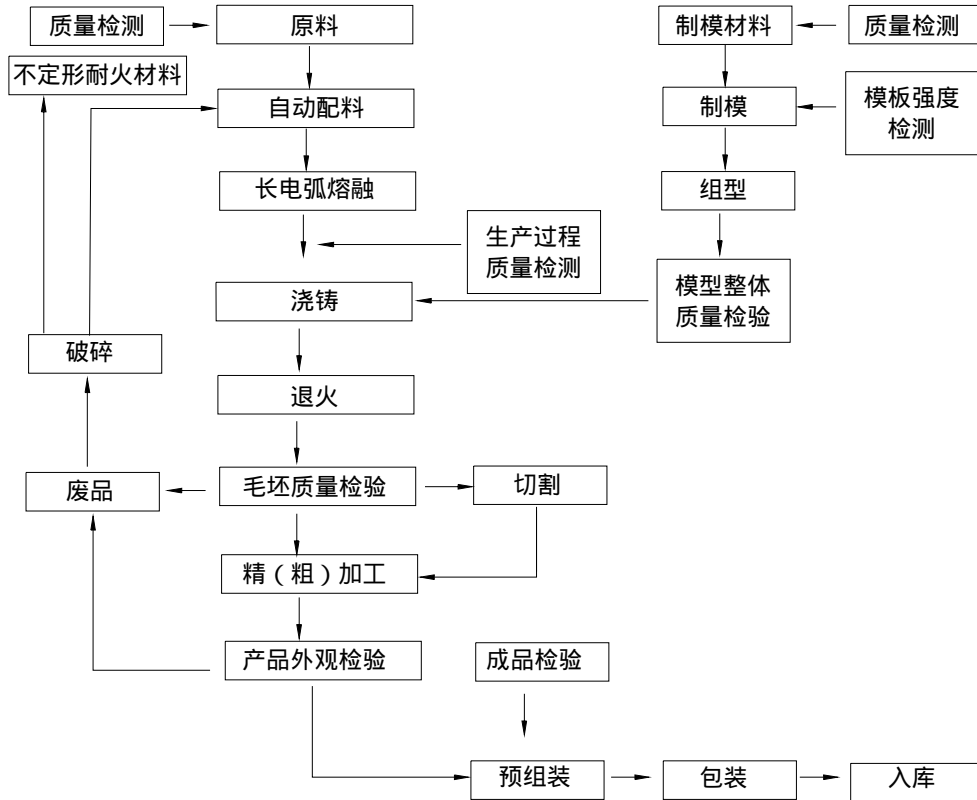 质量检测
原料
制模材料
质量检测
不定形耐火材料
自动配料
制模
模板强度
检测
长电弧熔融
组型
生产过程
质量检测
浇铸
模型整体
质量检验
破碎
退火
废品
毛坯质量检验
切割
精（粗）加工
产品外观检验
成品检验
预组装
包装
入库